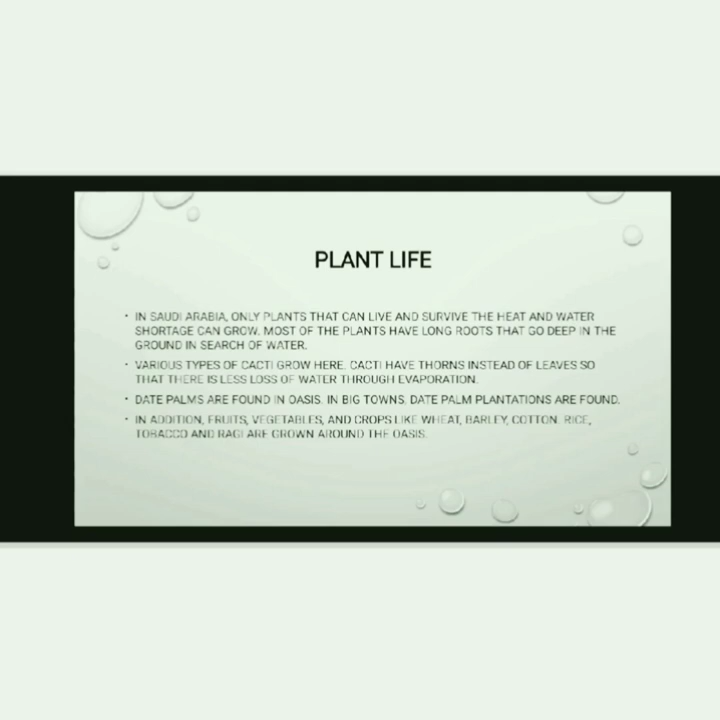 PLANT LIFE
• IN SAUDI ARABIA, ONLY PLANTS THAT CAN LIVE AND SURVIVE THE HEAT AND WATER
SHORTAGE CAN GROW. MOST OF THE PLANTS HAVE LONG ROOTS THAT GO DEEP IN THE
GROUND IN SEARCH OF WATER.
• VARIOUS TYPES OF CACTI GROW HERE. CACTI HAVE THORNS INSTEAD OF LEAVES SO
THAT THERE IS LESS LOSS OF WATER THROUGH EVAPORATION.
• DATE PALMS ARE FOUND IN OASIS. IN BIG TOWNS. DATE PALM PLANTATIONS ARE FOUND.
• IN ADDITION, FRUITS, VEGETABLES, AND CROPS LIKE WHEAT, BARLEY, COTTON. RICE,
TOBACCO AND RAGI ARE GROWN AROUND THE OASIS.